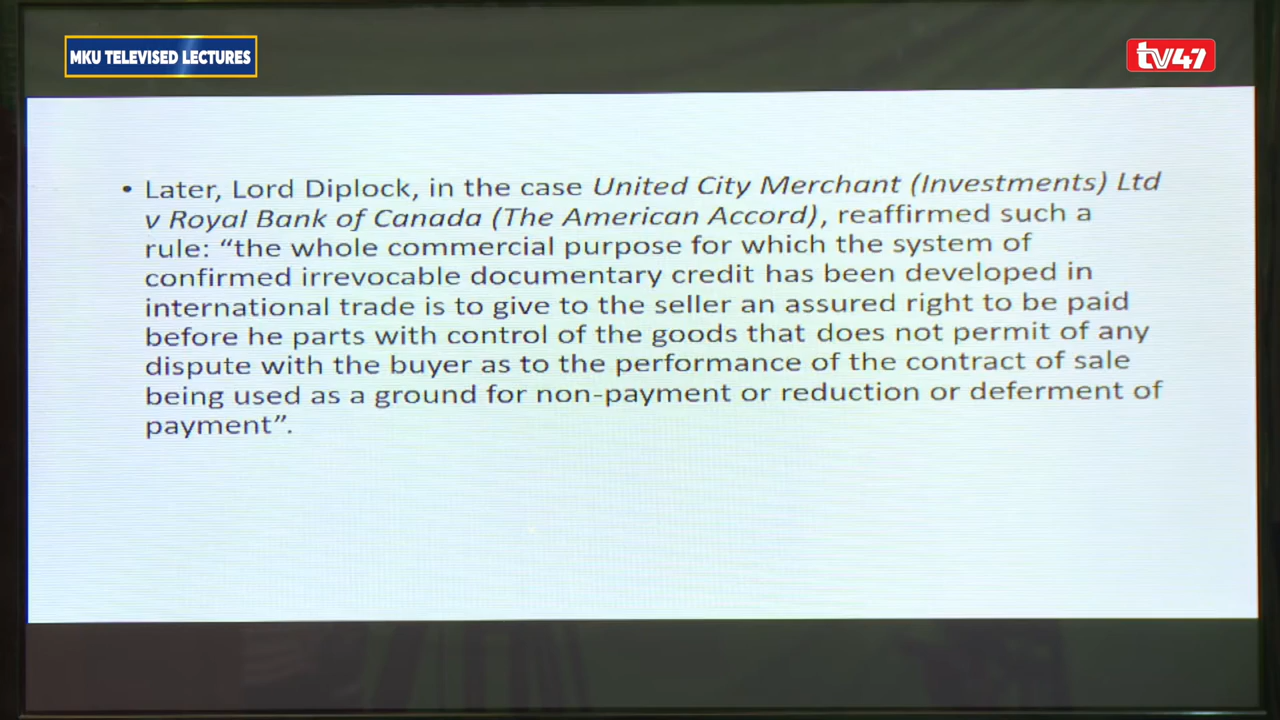 MKU TELEVISED LECTURES
tv47
• Later, Lord Diplock, in the case United City Merchant (Investments) Ltd
v Royal Bank of Canada (The American Accord), reaffirmed such a
rule: “the whole commercial purpose for which the system of
confirmed irrevocable documentary credit has been developed in
international trade is to give to the seller an assured right to be paid
before he parts with control of the goods that does not permit of any
dispute with the buyer as to the performance of the contract of sale
being used as a ground for non-payment or reduction or deferment of
payment”.